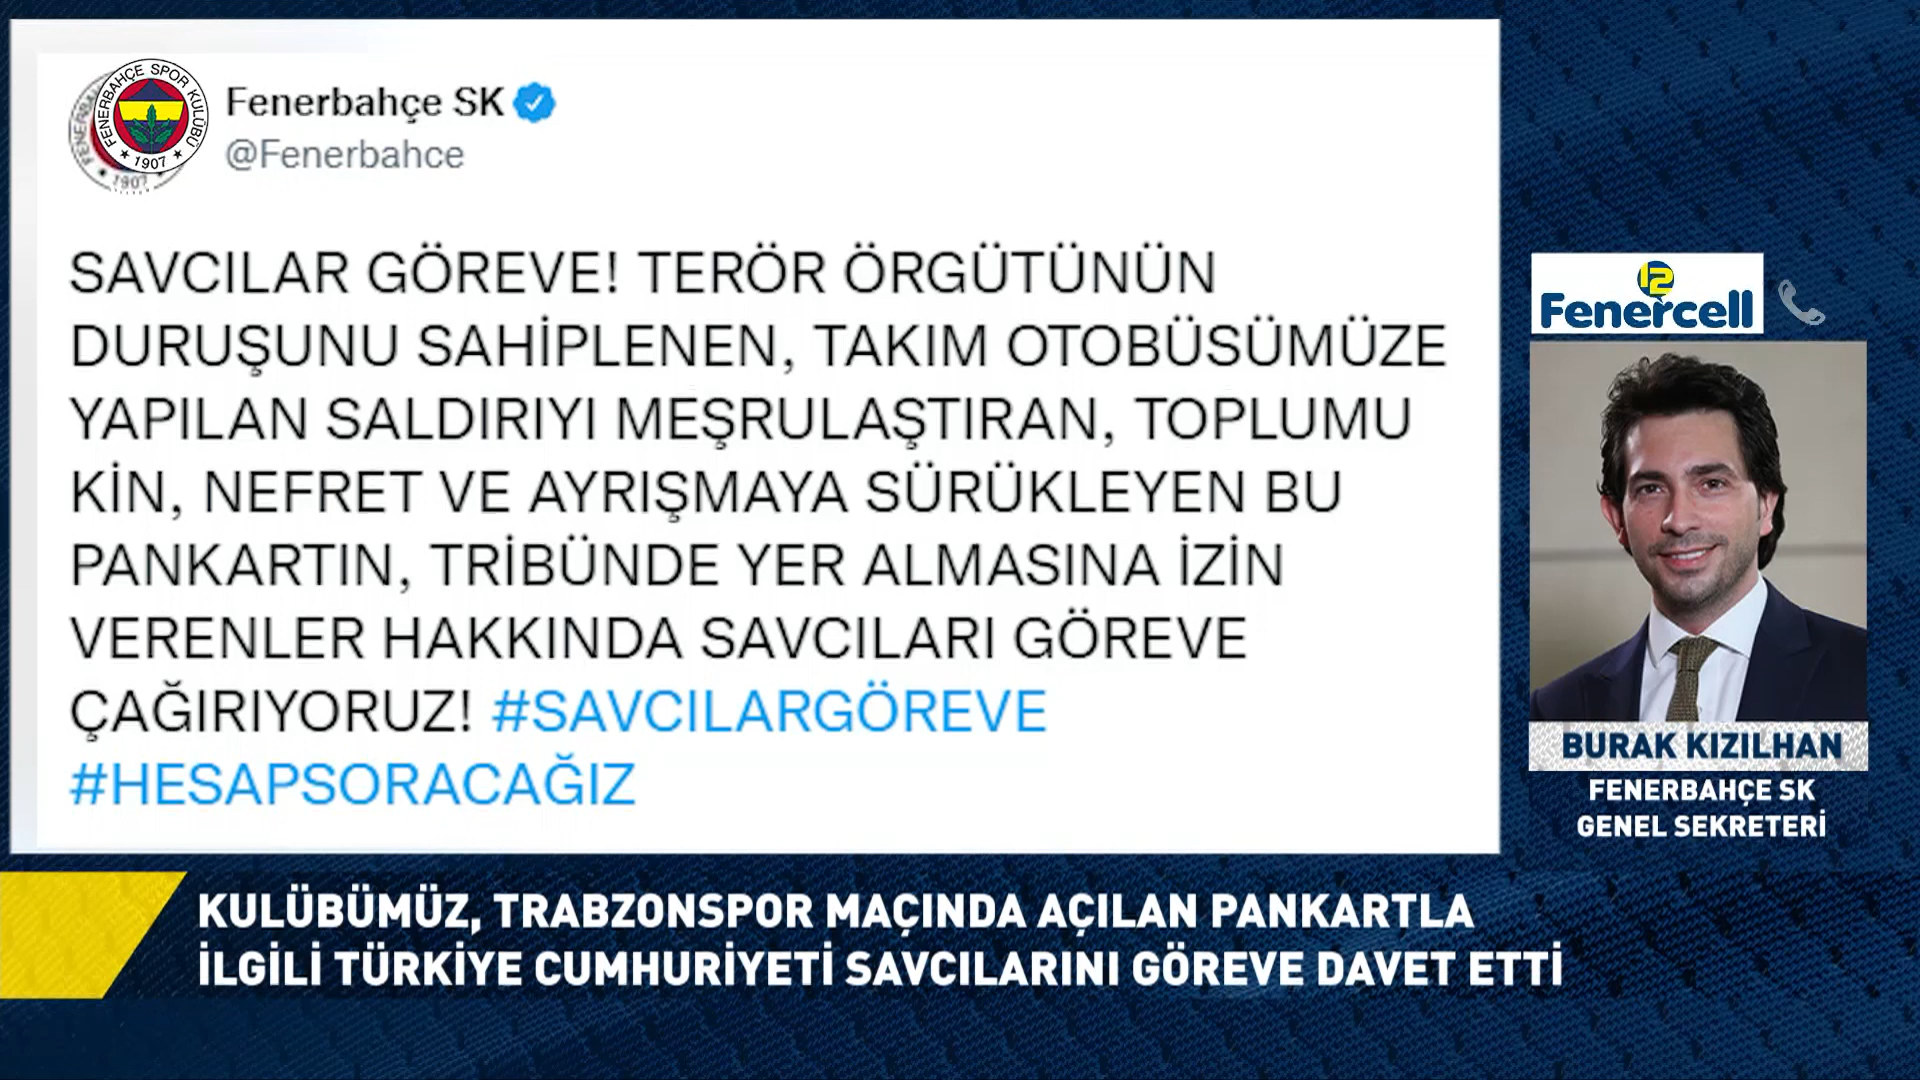 FENERBAHÇE SPOR KULÜBÜ
1907
Fenerbahçe SK
@Fenerbahce
SAVCILAR GÖREVE! TERÖR ÖRGÜTÜNÜN
DURUŞUNU SAHİPLENEN, TAKIM OTOBÜSÜMÜZE
YAPILAN SALDIRIYI MEŞRULAŞTIRAN, TOPLUMU
KİN, NEFRET VE AYRIŞMAYA SÜRÜKLEYEN BU
PANKARTIN, TRİBÜNDE YER ALMASINA İZİN
VERENLER HAKKINDA SAVCILARI GÖREVE
ÇAĞIRIYORUZ! #SAVCILARGÖREVE
#HESAPSORACAĞIZ
12
Fenercell
BURAK KIZILHAN
FENERBAHÇE SK
GENEL SEKRETERİ
KULÜBÜMÜZ, TRABZONSPOR MAÇINDA AÇILAN PANKARTLA
İLGİLİ TÜRKİYE CUMHURİYETİ SAVCILARINI GÖREVE DAVET ETTİ